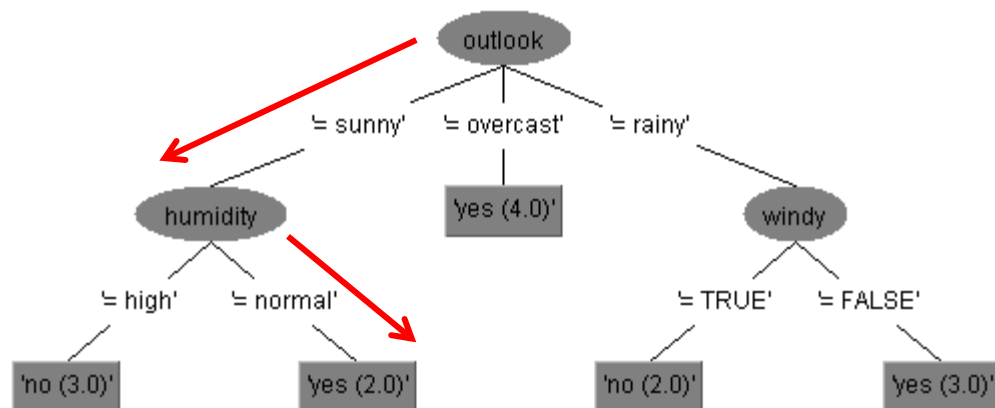 outlook
'= sunny' '= overcast' '= rainy'
humidity 'yes (4.0)' windy
'= high' '= normal' '= TRUE' '= FALSE'
'no (3.0)' 'yes (2.0)' 'no (2.0)' 'yes (3.0)'